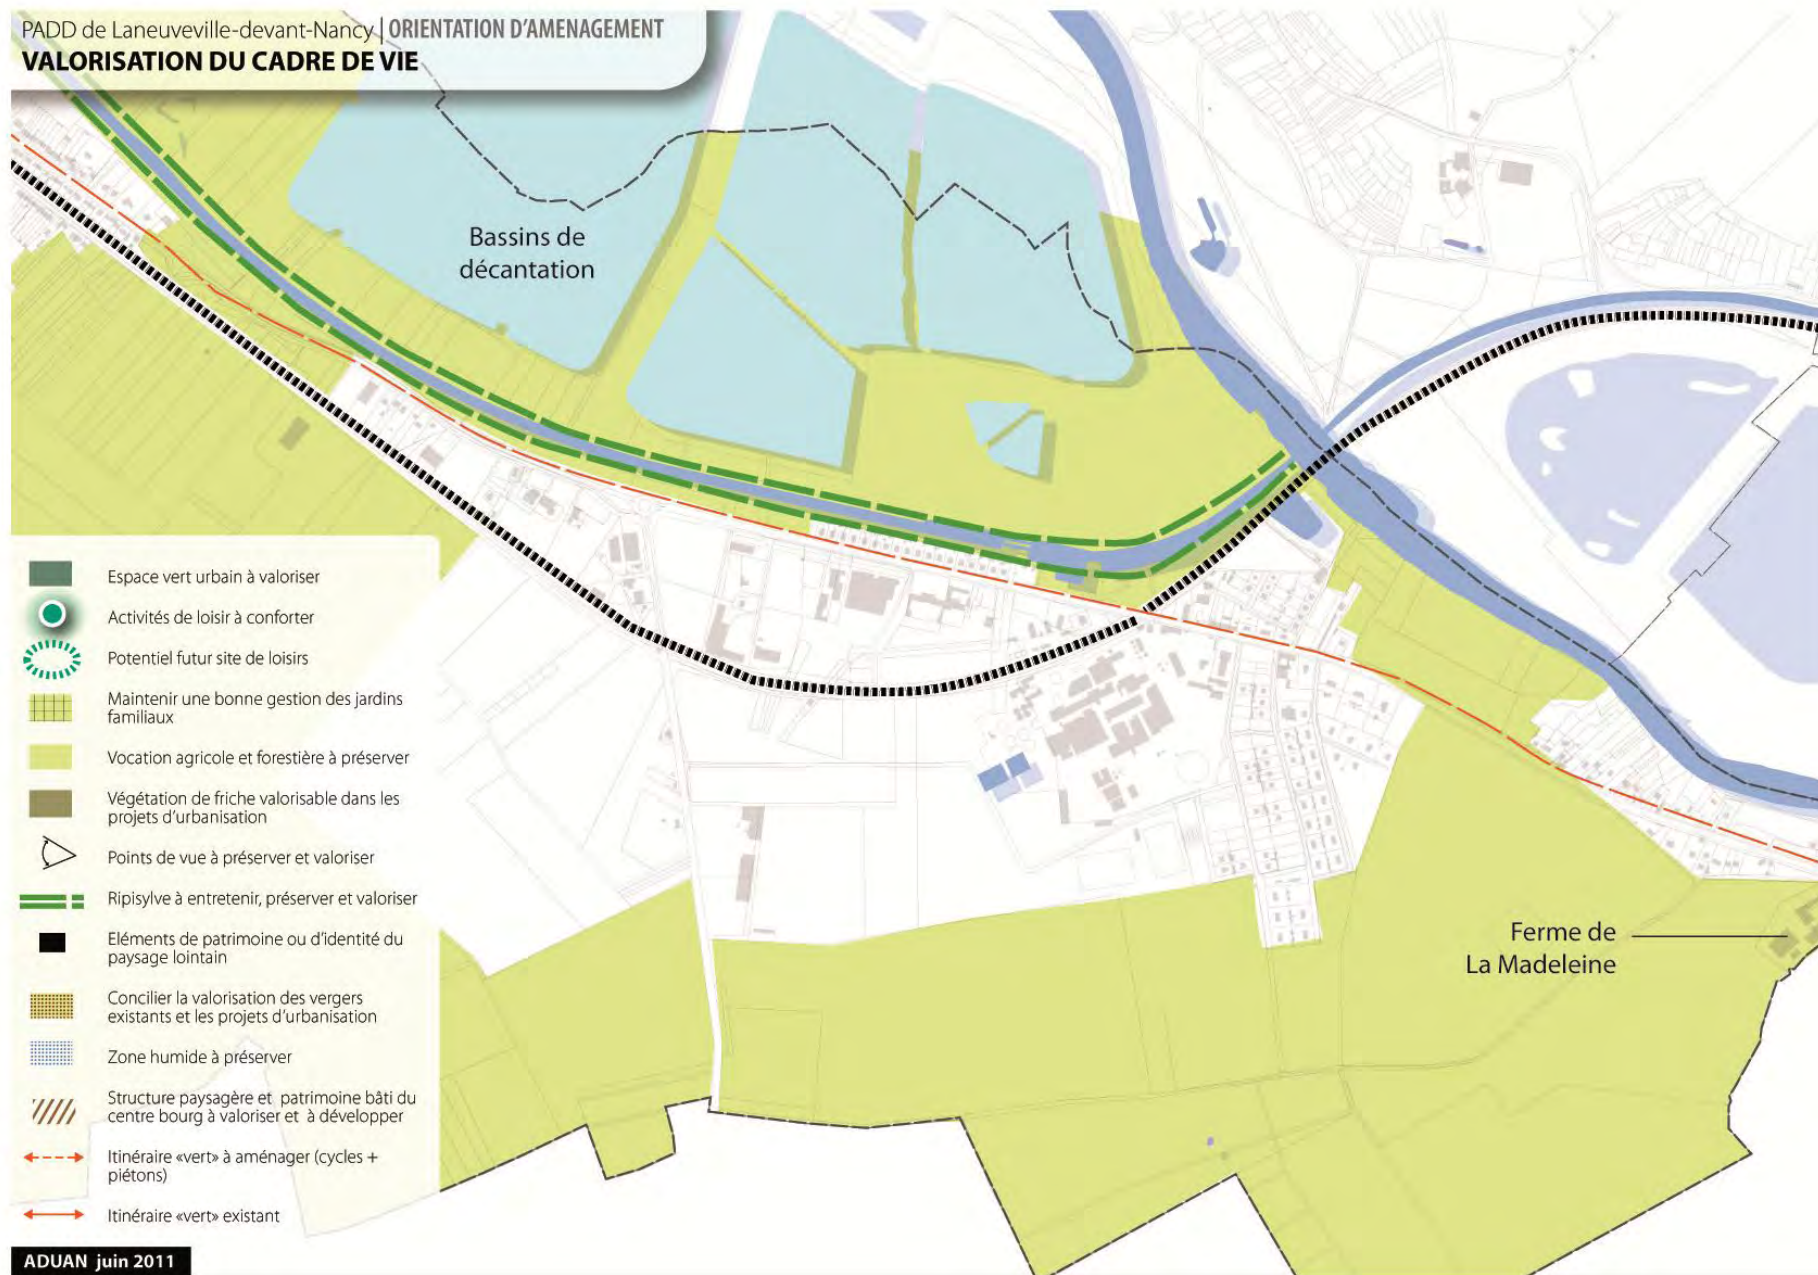 PADD de Laneuveville-devant-Nancy | ORIENTATION D'AMENAGEMENT
VALORISATION DU CADRE DE VIE
Bassins de
décantation
Espace vert urbain à valoriser
Activités de loisir à conforter
Potentiel futur site de loisirs
Maintenir une bonne gestion des jardins
familiaux
Vocation agricole et forestière à préserver
Végétation de friche valorisable dans les
projets d'urbanisation
Points de vue à préserver et valoriser
Ripisylve à entretenir, préserver et valoriser
Eléments de patrimoine ou d'identité du
paysage lointain
Concilier la valorisation des vergers
existants et les projets d'urbanisation
Zone humide à préserver
Structure paysagère et patrimoine bâti du
centre bourg à valoriser et à développer
Itinéraire «vert» à aménager (cycles +
piétons)
Itinéraire «vert» existant
Ferme de
La Madeleine
ADUAN juin 2011